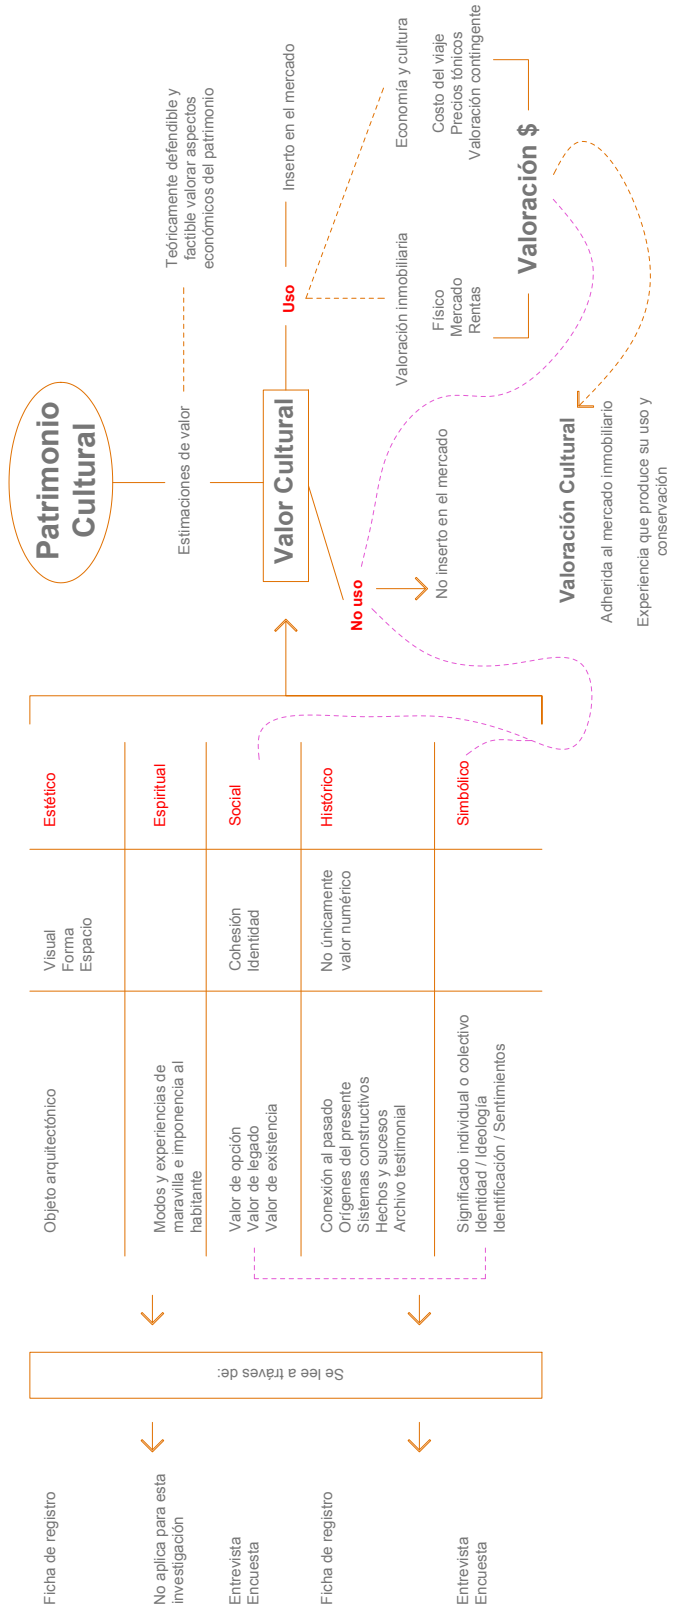 Patrimonio
Cultural
Estimaciones de valor
Teóricamente defendible y
factible valorar aspectos
económicos del patrimonio
Valor Cultural
Uso
Inserto en el mercado
No uso
No inserto en el mercado
Valoración inmobiliaria
Físico
Mercado
Rentas
Economía y cultura
Costo del viaje
Precios tónicos
Valoración contingente
Valoración $
Valoración Cultural
Adherida al mercado inmobiliario
Experiencia que produce su uso y
conservación
Ficha de registro
Objeto arquitectónico
Visual
Forma
Espacio
Estético
No aplica para esta
investigación
Modos y experiencias de
maravilla e imponencia al
habitante
Espiritual
Entrevista
Encuesta
Valor de opción
Valor de legado
Valor de existencia
Cohesión
Identidad
Social
Ficha de registro
Conexión al pasado
Orígenes del presente
Sistemas constructivos
Hechos y sucesos
Archivo testimonial
No únicamente
valor numérico
Histórico
Entrevista
Encuesta
Significado individual o colectivo
Identidad / Ideología
Identificación / Sentimientos
Simbólico
Se lee a tráves de: